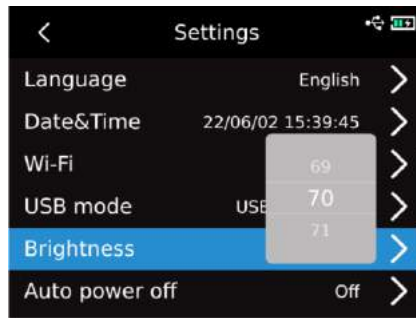 Settings
Language English
Date&Time 22/06/02 15:39:45
Wi-Fi
69
USB mode USB
70
71
Brightness
Auto power off Off